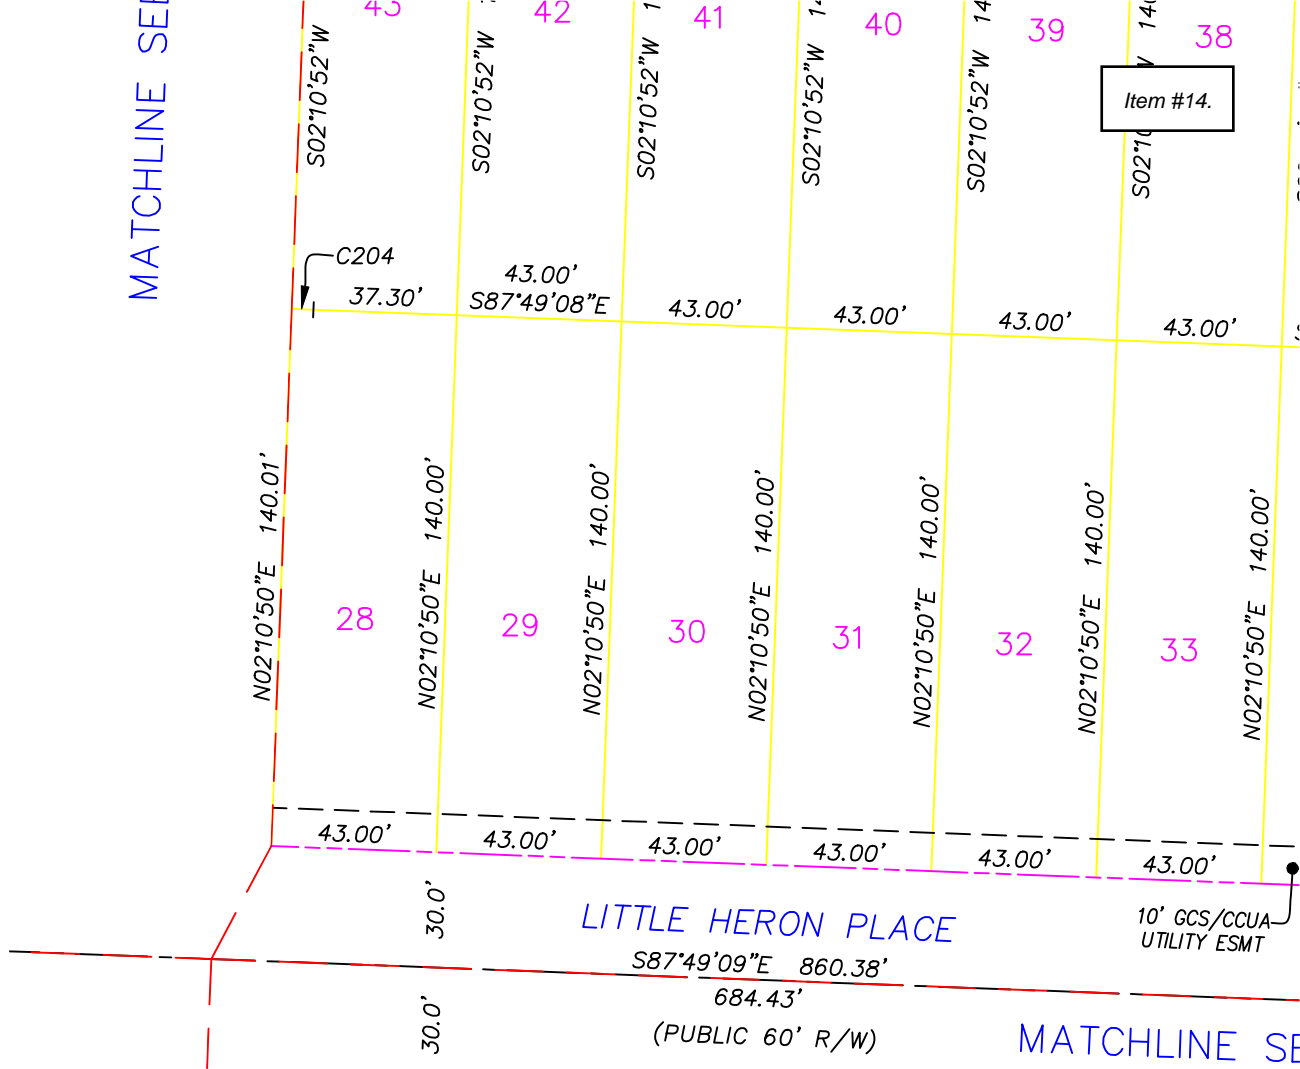 MATCHLINE
43
42
41
40
39
38
S02°10'52"W
S02°10'52"W
S02°10'52"W
S02°10'52"W
S02°10'52"W
Item #14.
C204
37.30'
43.00'
S87°49'08"E
43.00'
43.00'
43.00'
43.00'
N02°10'50"E 140.01'
N02°10'50"E 140.00'
N02°10'50"E 140.00'
N02°10'50"E 140.00'
N02°10'50"E 140.00'
N02°10'50"E 140.00'
N02°10'50"E 140.00'
28
29
30
31
32
33
43.00'
43.00'
43.00'
43.00'
43.00'
43.00'
30.0'
LITTLE HERON PLACE
10' GCS/CCUA
UTILITY ESMT
S87°49'09"E 860.38'
684.43'
30.0'
(PUBLIC 60' R/W)
MATCHLINE